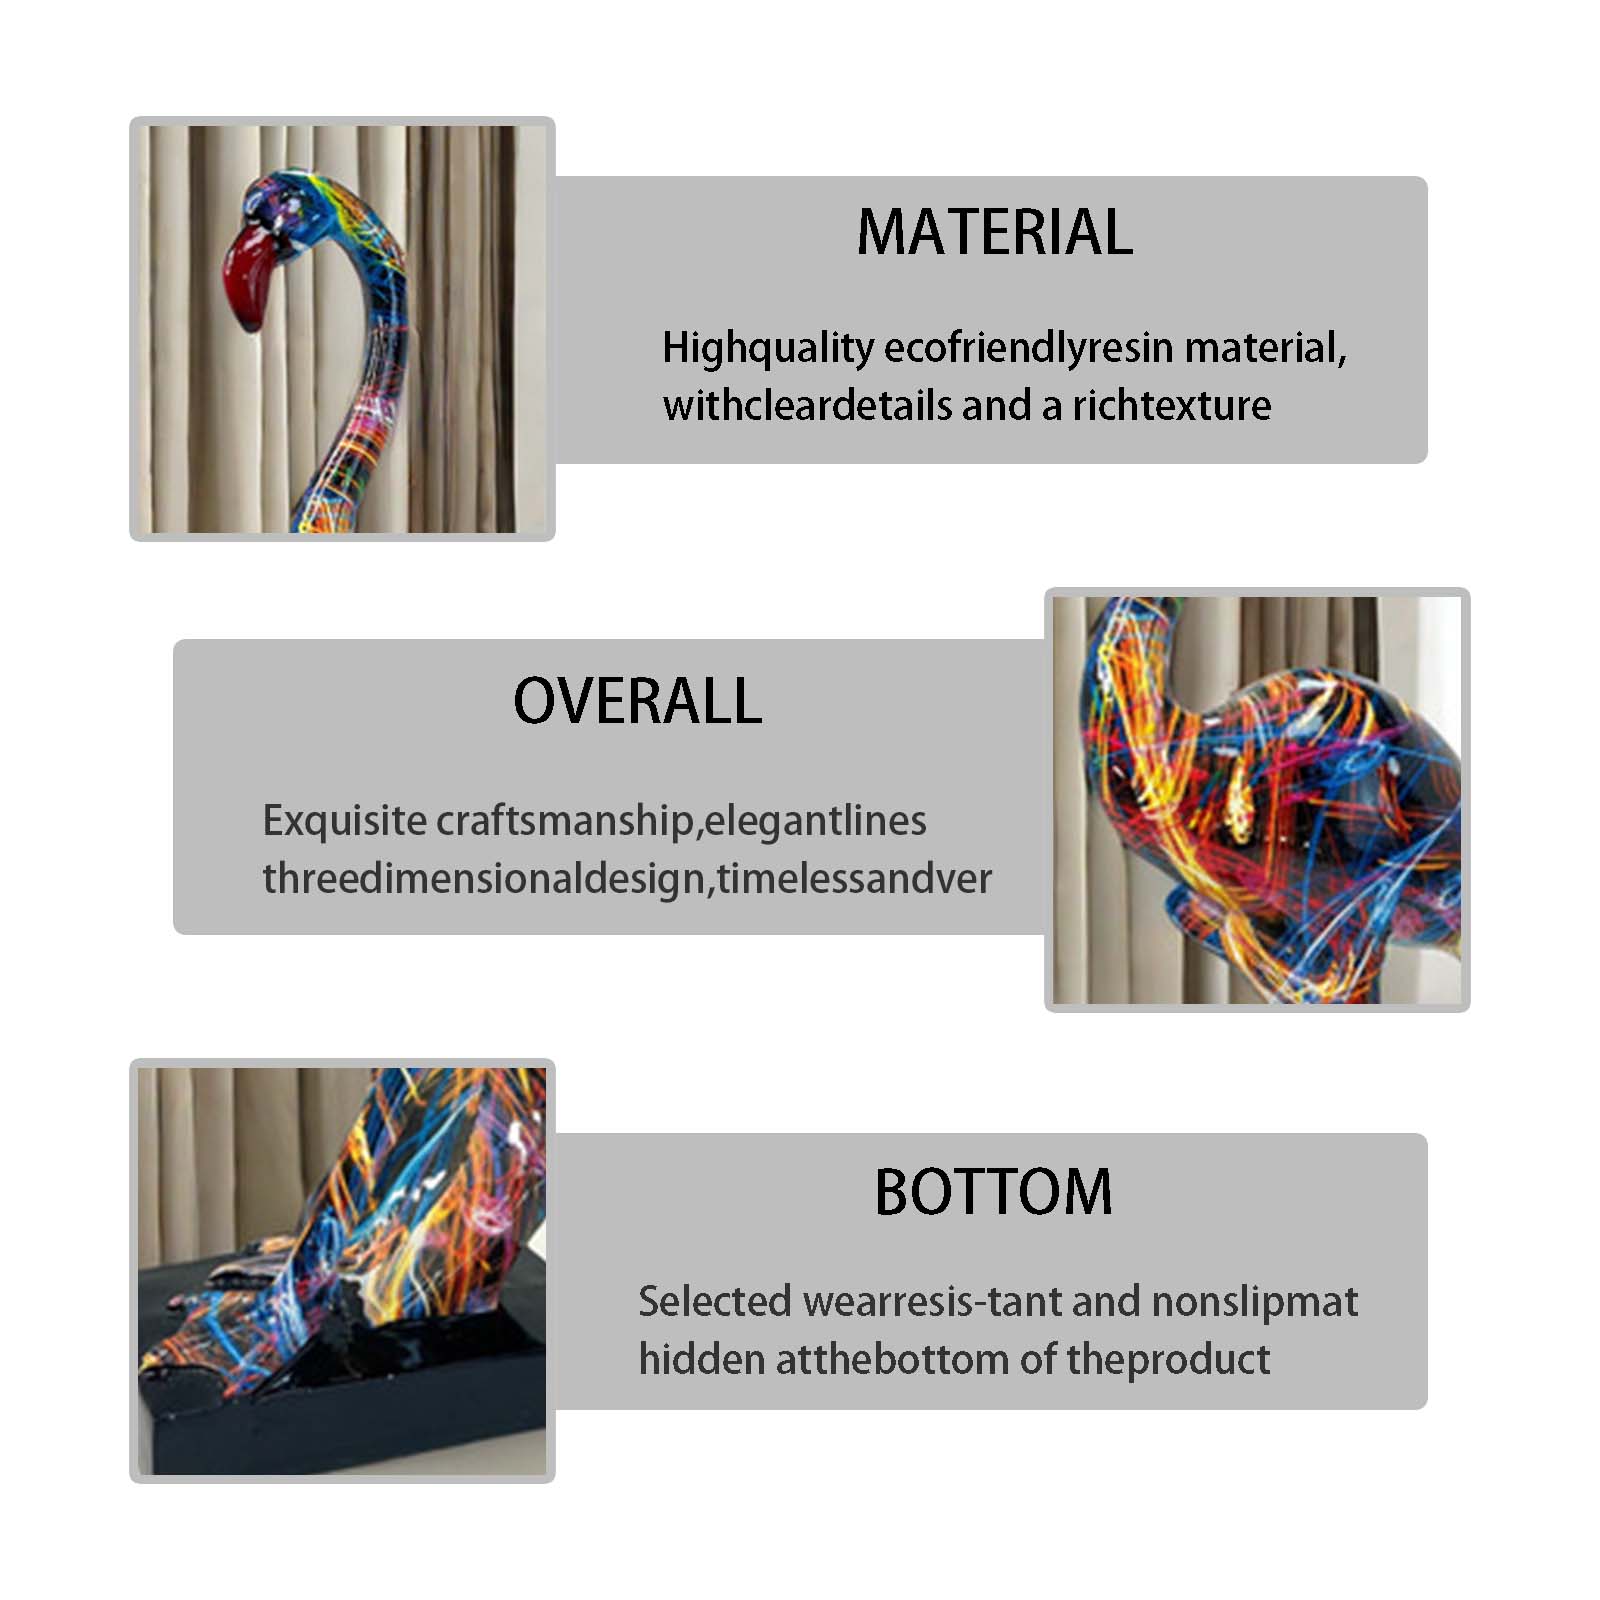 MATERIAL
Highquality ecofriendlyresin material,
withcleardetails and a richtexture
OVERALL
Exquisite craftsmanship,elegantlines
threedimensionaldesign,timelessandver
BOTTOM
Selected wearresis-tant and nonslipmat
hidden atthebottom of theproduct